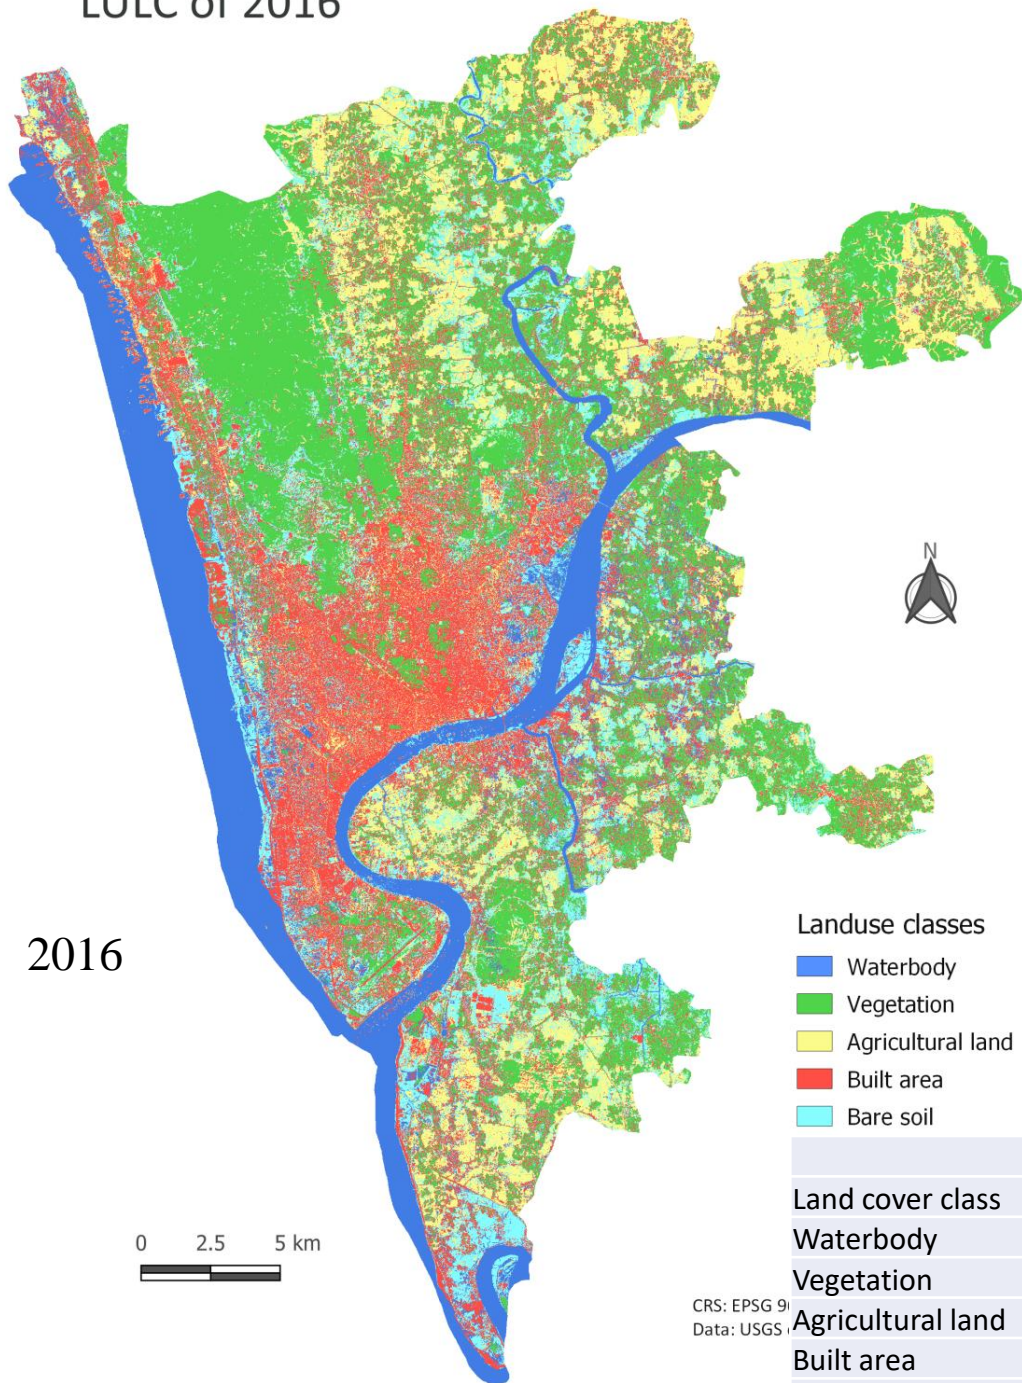 LULC of 2016
N
2016
Landuse classes
Waterbody
Vegetation
Agricultural land
Built area
Bare soil
0 2.5 5 km
CRS: EPSG
Data: USGS
Land cover class
Waterbody
Vegetation
Agricultural land
Built area